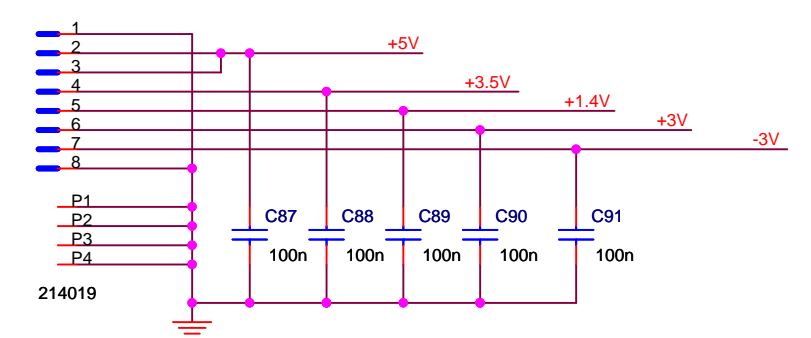 1
2
+5V
3
4
+3.5V
5
+1.4V
6
+3V
7
-3V
8
P1
P2
C87
C88
C89
C90
C91
P3
100n
100n
100n
100n
100n
P4
214019